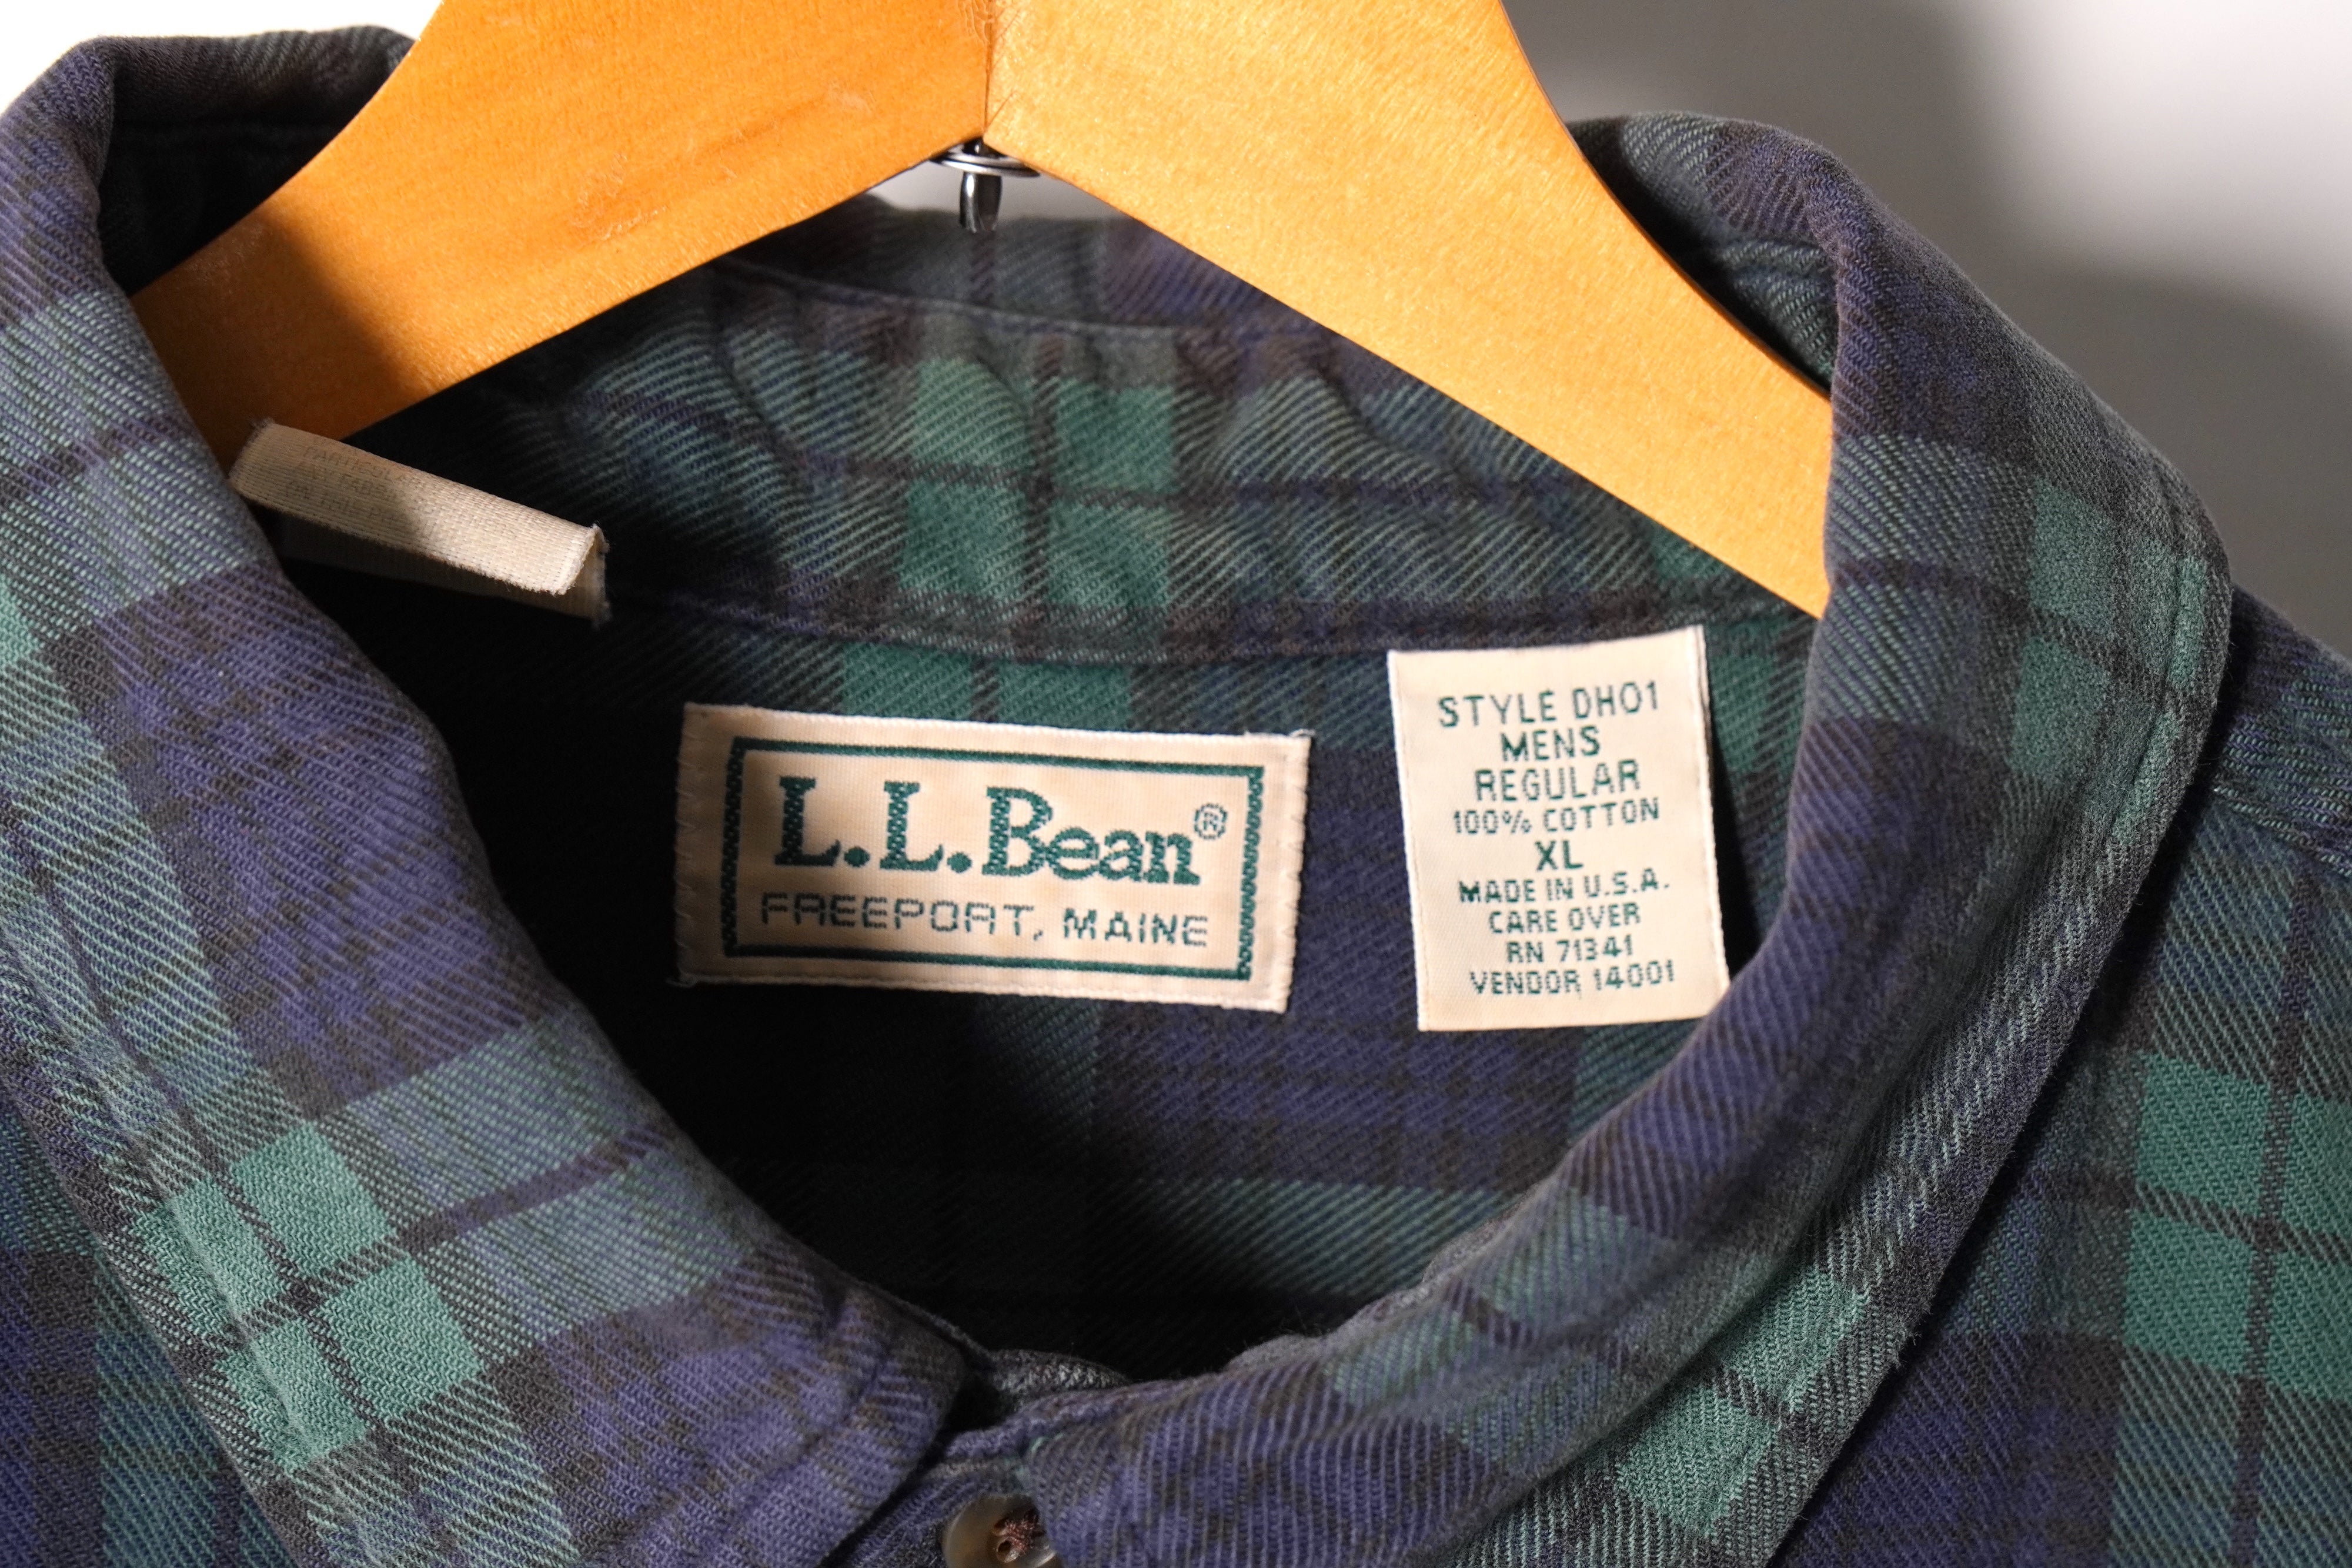 L.L.Bean®
FREEPORT, MAINE
STYLE DH01
MENS
REGULAR
100% COTTON
XL
MADE IN U.S.A.
CARE OVER
RN 71341
VENDOR 14001